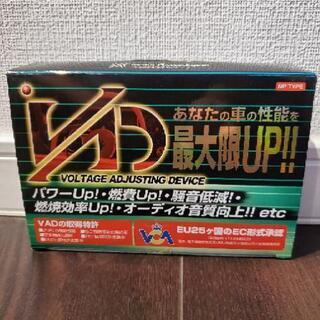 MP TYPE
VAD
あなたの車の性能を
最大限UP!!
VOLTAGE ADJUSTING DEVICE
パワーUp!・燃費Up!・騒音低減!・
燃焼効率Up!・オーディオ音質向上!! etc
VADの取得特許
EU25ヶ国のEC形式承認